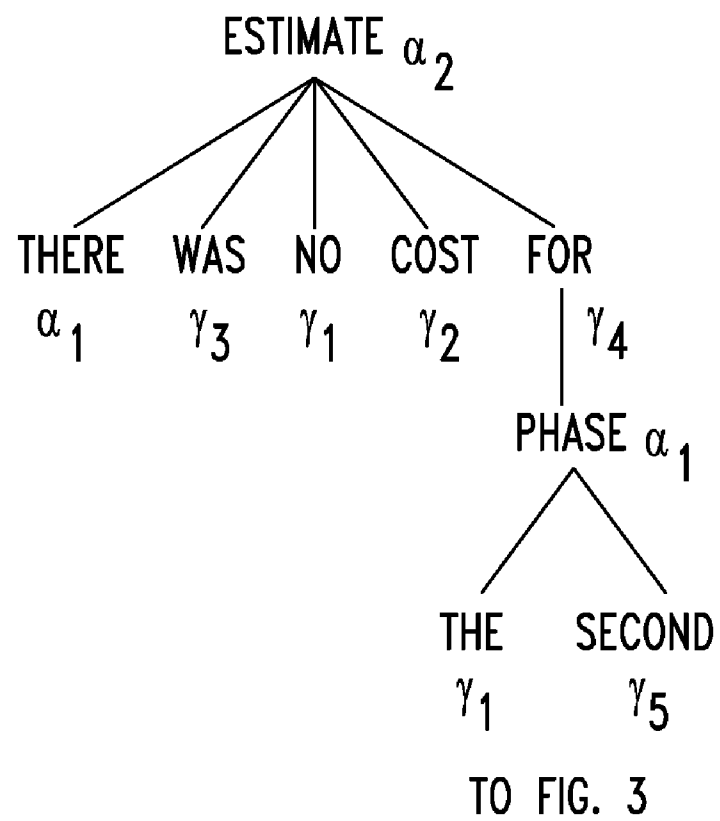 ESTIMATE α2
THERE WAS NO COST FOR
α1 γ3 γ1 γ2 γ4
PHASE α1
THE SECOND
γ1 γ5
TO FIG. 3